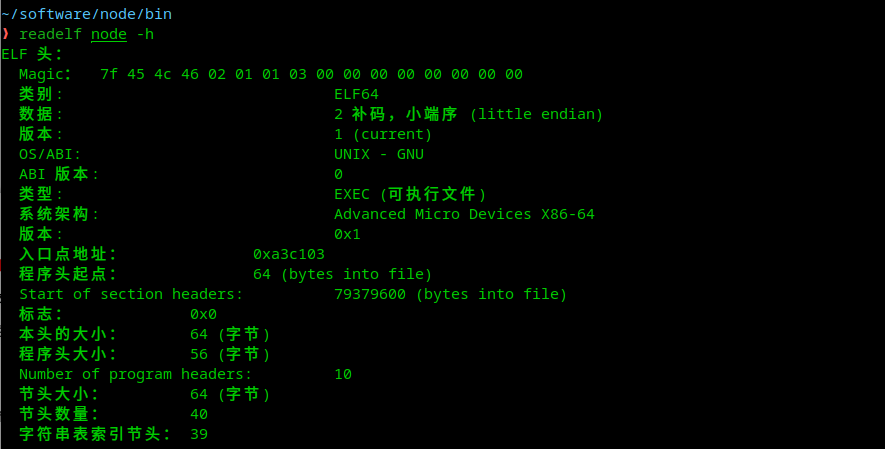 ~/software/node/bin
❯ readelf node -h
ELF 头:
Magic:  7f 45 4c 46 02 01 01 03 00 00 00 00 00 00 00 00
类别: ELF64
数据: 2 补码，小端序 (little endian)
版本: 1 (current)
OS/ABI: UNIX - GNU
ABI 版本: 0
类型: EXEC (可执行文件)
系统架构: Advanced Micro Devices X86-64
版本: 0x1
入口点地址: 0xa3c103
程序头起点: 64 (bytes into file)
Start of section headers: 79379600 (bytes into file)
标志: 0x0
本头的大小: 64 (字节)
程序头大小: 56 (字节)
Number of program headers: 10
节头大小: 64 (字节)
节头数量: 40
字符串表索引节头: 39